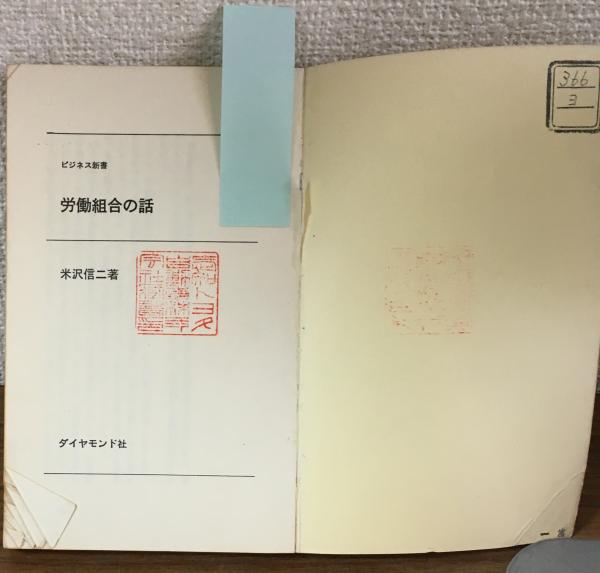 ビジネス新書
労働組合の話
米沢信二著
ダイヤモンド社
366
ヨ